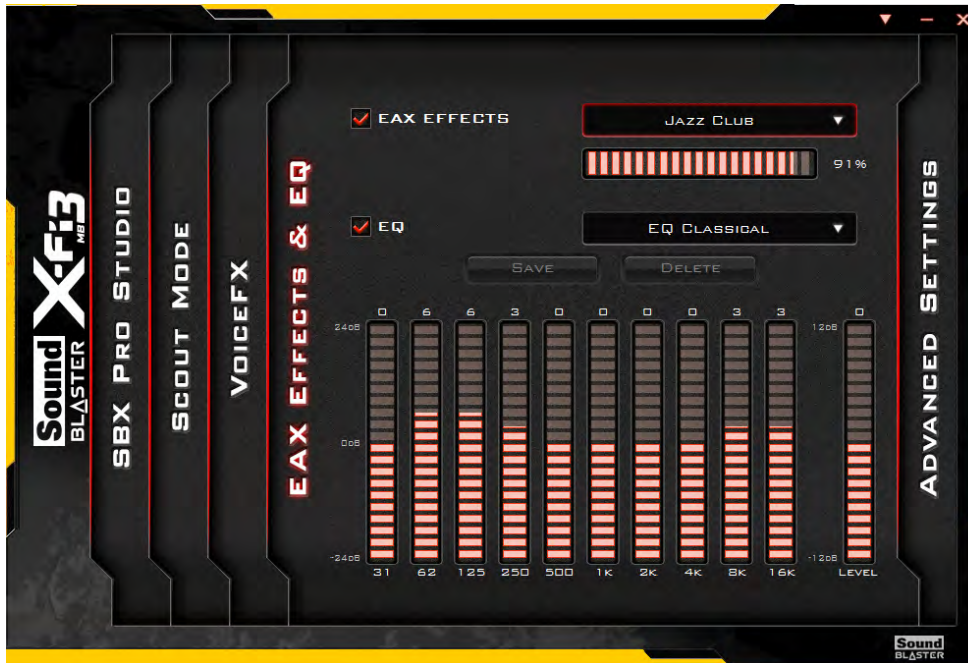 Sound BLASTER X-Fi MB 3
SBX PRO STUDIO
SCOUT MODE
VOICEFX
EAX EFFECTS & EQ
EAX EFFECTS
JAZZ CLUB
91%
EQ
EQ CLASSICAL
SAVE
DELETE
0 6 6 3 0 0 0 0 3 3 0
24DB
12DB
0DB
-24DB
-12DB
31 62 125 250 500 1K 2K 4K 8K 16K LEVEL
ADVANCED SETTINGS
Sound
BLASTER